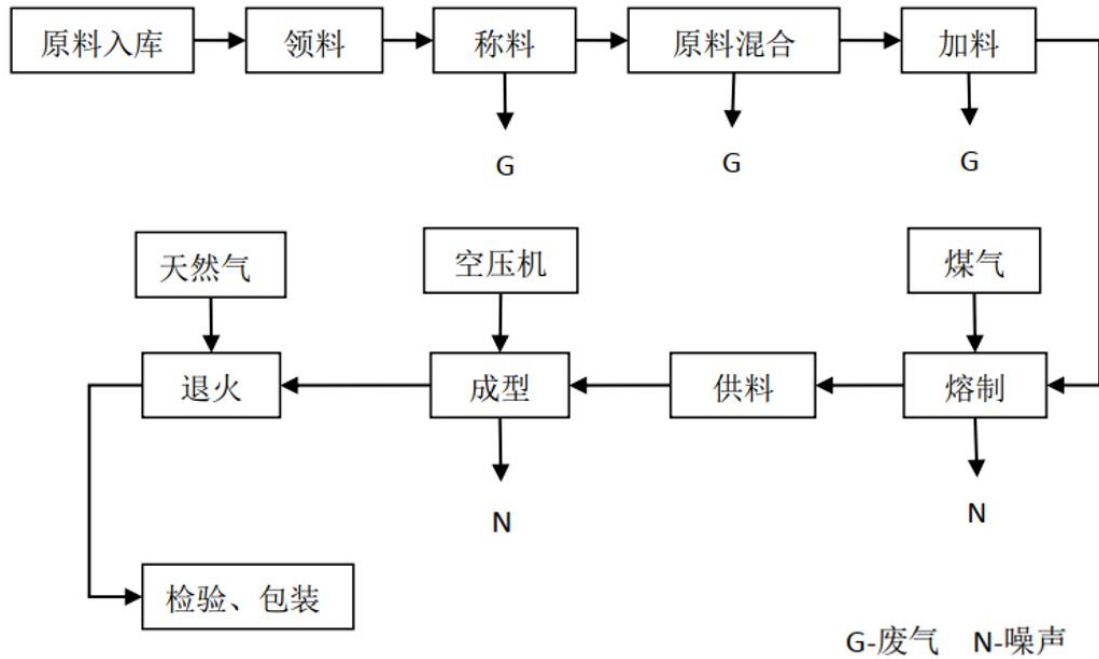 原料入库 领料 称料 原料混合 加料
G G G
天然气 空压机 煤气
退火 成型 供料 熔制
N N
检验、包装
G-废气 N-噪声